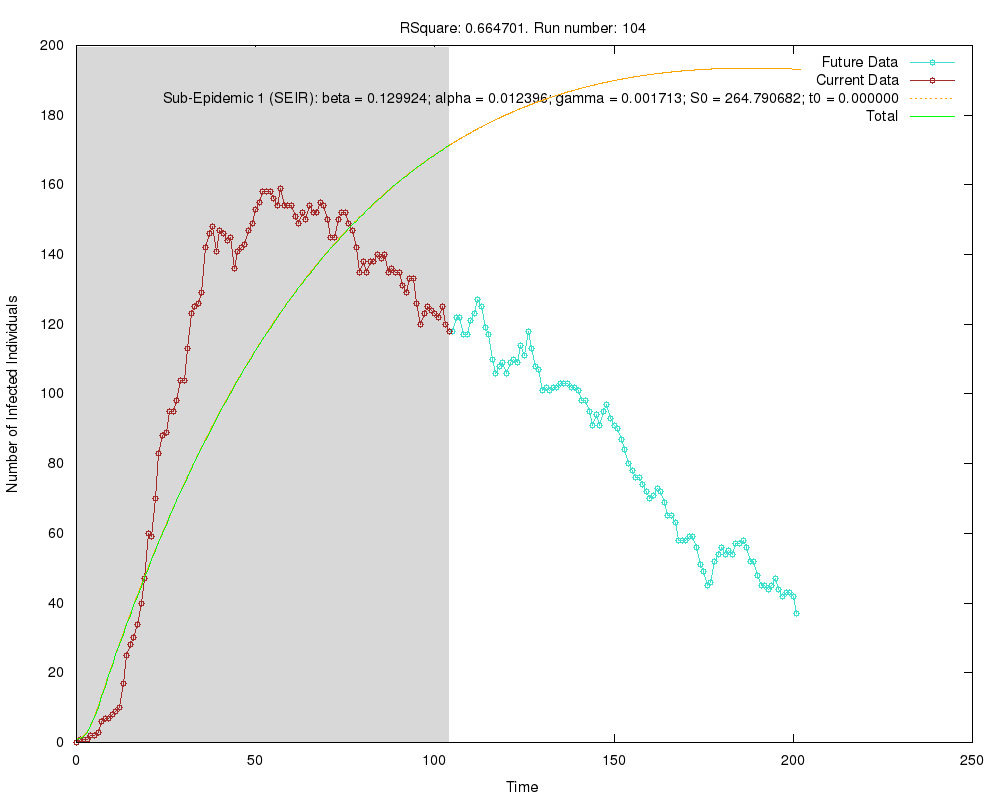 RSquare: 0.664701. Run number: 104
200
180
160
140
120
100
80
60
40
20
0
Number of Infected Individuals
Future Data
Current Data
Sub-Epidemic 1 (SEIR): beta = 0.129924; alpha = 0.012396; gamma = 0.001713; S0 = 264.790682; t0 = 0.000000
Total
0 50 100 150 200 250
Time